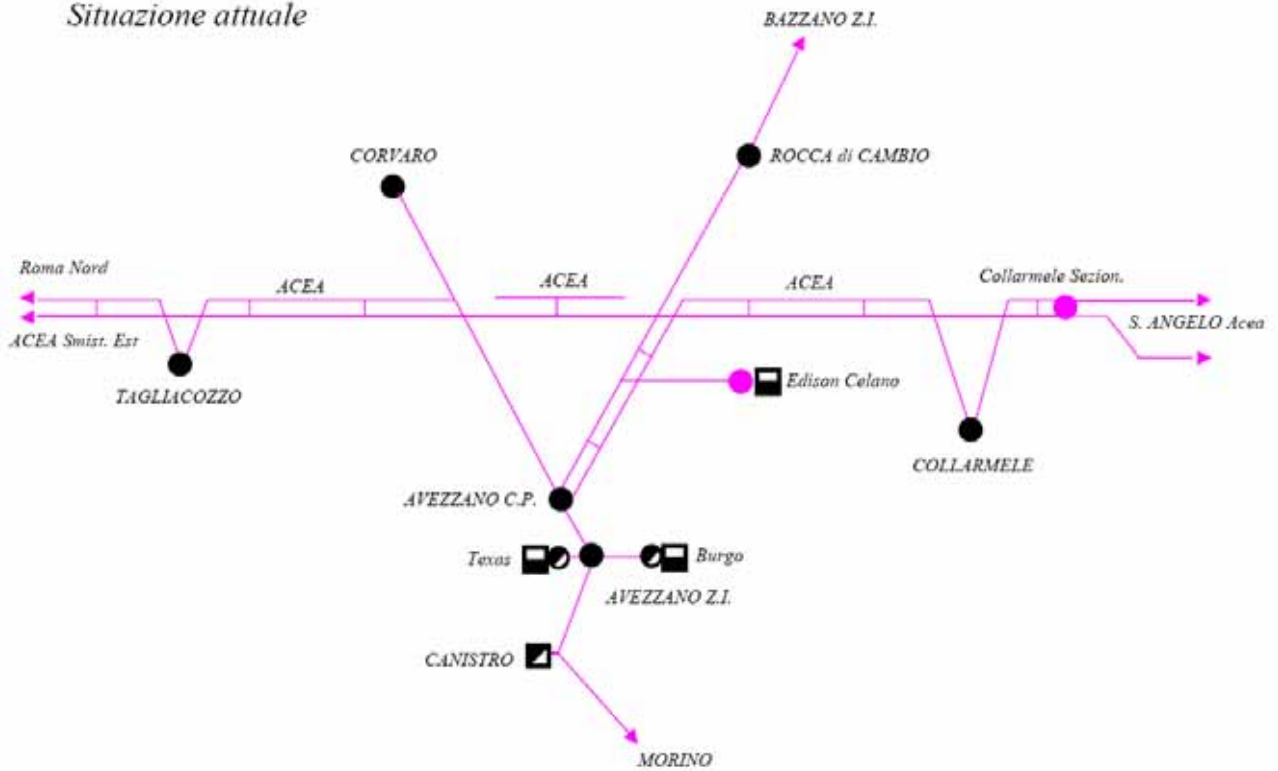 Situazione attuale
BAZZANO Z.I.
CORVARO
ROCCA di CAMBIO
Roma Nord
ACEA
ACEA
ACEA
Collarmele Sezion.
ACEA Smist. Est
S. ANGELO Acea
TAGLIACOZZO
Edison Celano
COLLARMELE
AVEZZANO C.P.
Texas
Burgo
AVEZZANO Z.I.
CANISTRO
MORINO